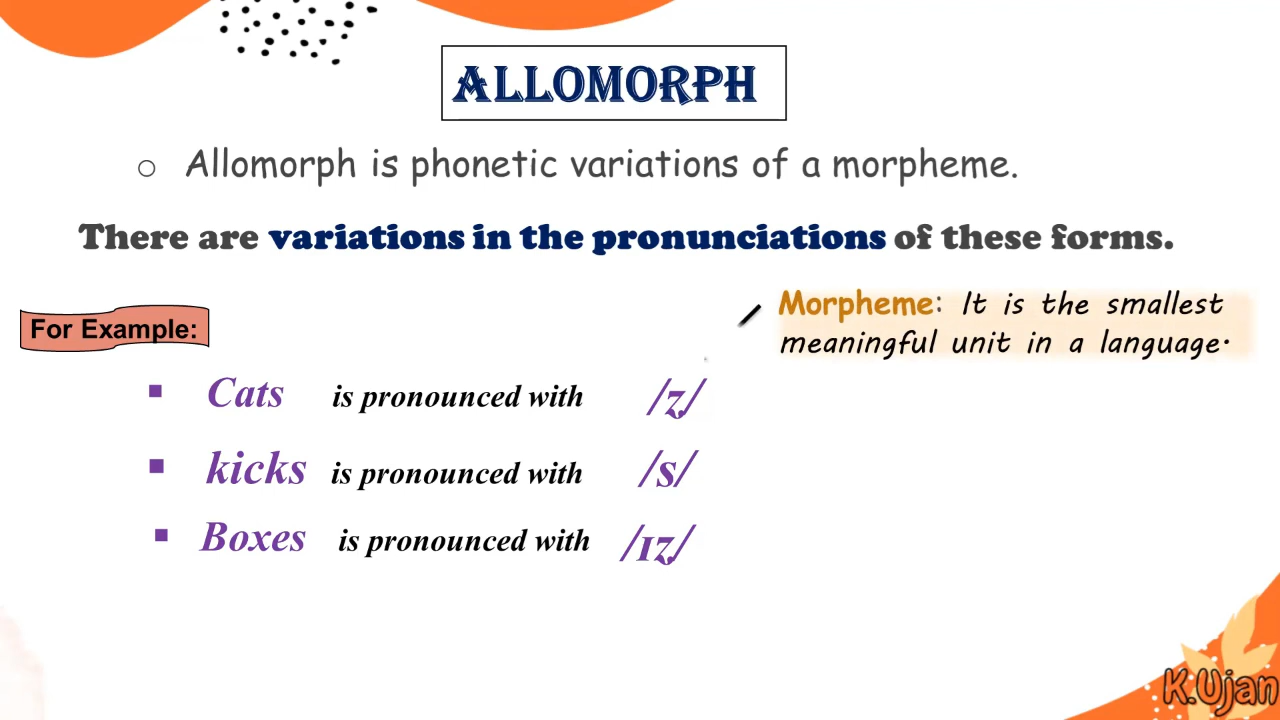 ALLOMORPH
o Allomorph is phonetic variations of a morpheme.
There are variations in the pronunciations of these forms.
For Example:
Morpheme: It is the smallest
meaningful unit in a language.
▪ Cats is pronounced with /z/
▪ kicks is pronounced with /s/
▪ Boxes is pronounced with /ɪz/
K.Ujan